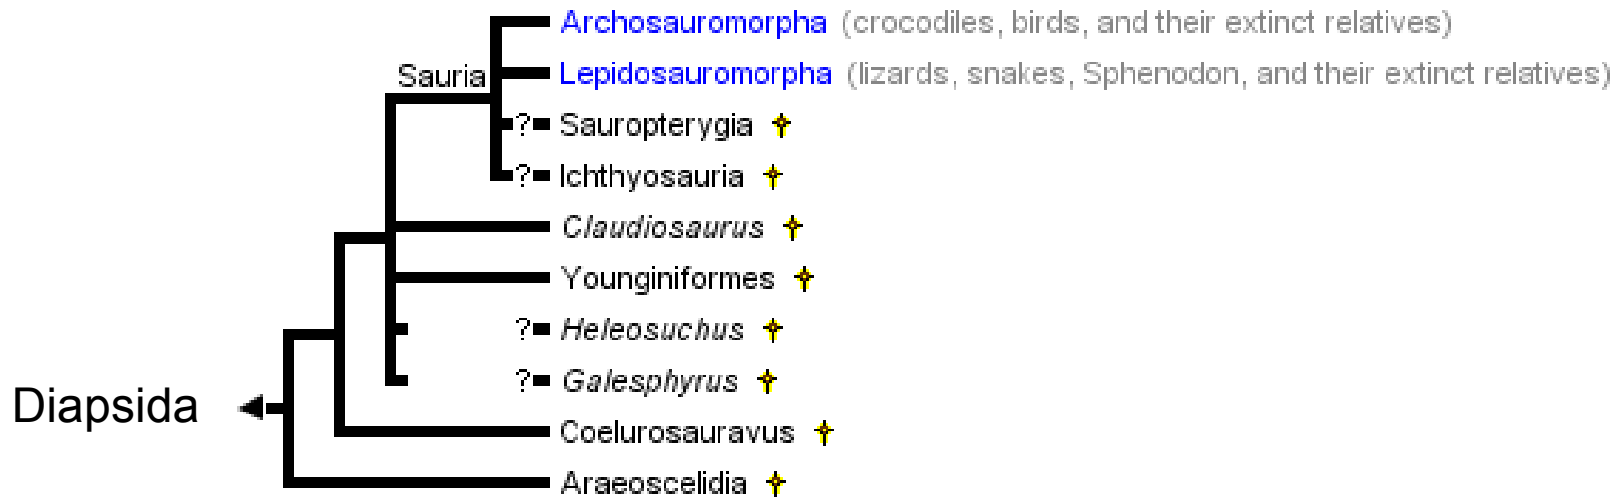 Archosauromorpha (crocodiles, birds, and their extinct relatives)
Sauria
Lepidosauromorpha (lizards, snakes, Sphenodon, and their extinct relatives)
? Sauropterygia
? Ichthyosauria
Claudiosaurus
Younginiformes
? Heleosuchus
? Galesphyrus
Diapsida
Coelurosauravus
Araeoscelidia